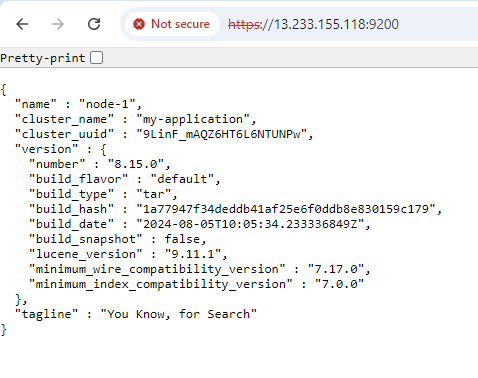 Not secure https://13.233.155.118:9200
Pretty-print
{
  "name" : "node-1",
  "cluster_name" : "my-application",
  "cluster_uuid" : "9LinF_mAQZ6HT6L6NTUNPw",
  "version" : {
    "number" : "8.15.0",
    "build_flavor" : "default",
    "build_type" : "tar",
    "build_hash" : "1a77947f34deddb41af25e6f0ddb8e830159c179",
    "build_date" : "2024-08-05T10:05:34.233336849Z",
    "build_snapshot" : false,
    "lucene_version" : "9.11.1",
    "minimum_wire_compatibility_version" : "7.17.0",
    "minimum_index_compatibility_version" : "7.0.0"
  },
  "tagline" : "You Know, for Search"
}